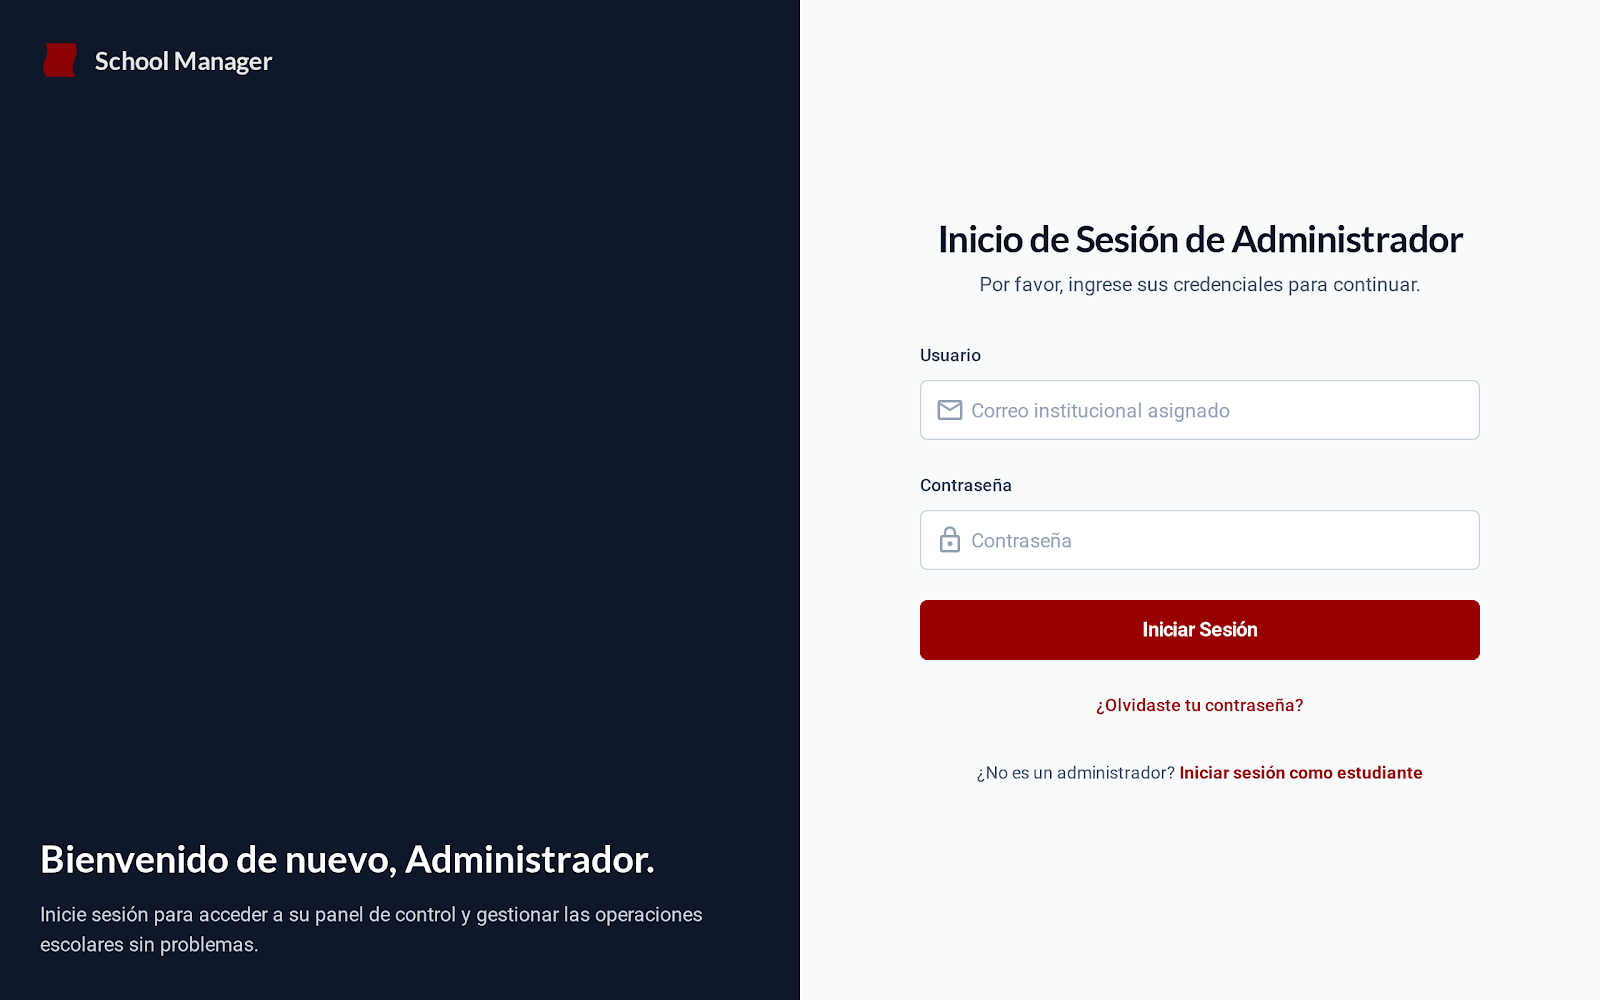 School Manager
Bienvenido de nuevo, Administrador.
Inicie sesión para acceder a su panel de control y gestionar las operaciones
escolares sin problemas.
Inicio de Sesión de Administrador
Por favor, ingrese sus credenciales para continuar.
Usuario
Correo institucional asignado
Contraseña
Contraseña
Iniciar Sesión
¿Olvidaste tu contraseña?
¿No es un administrador? Iniciar sesión como estudiante